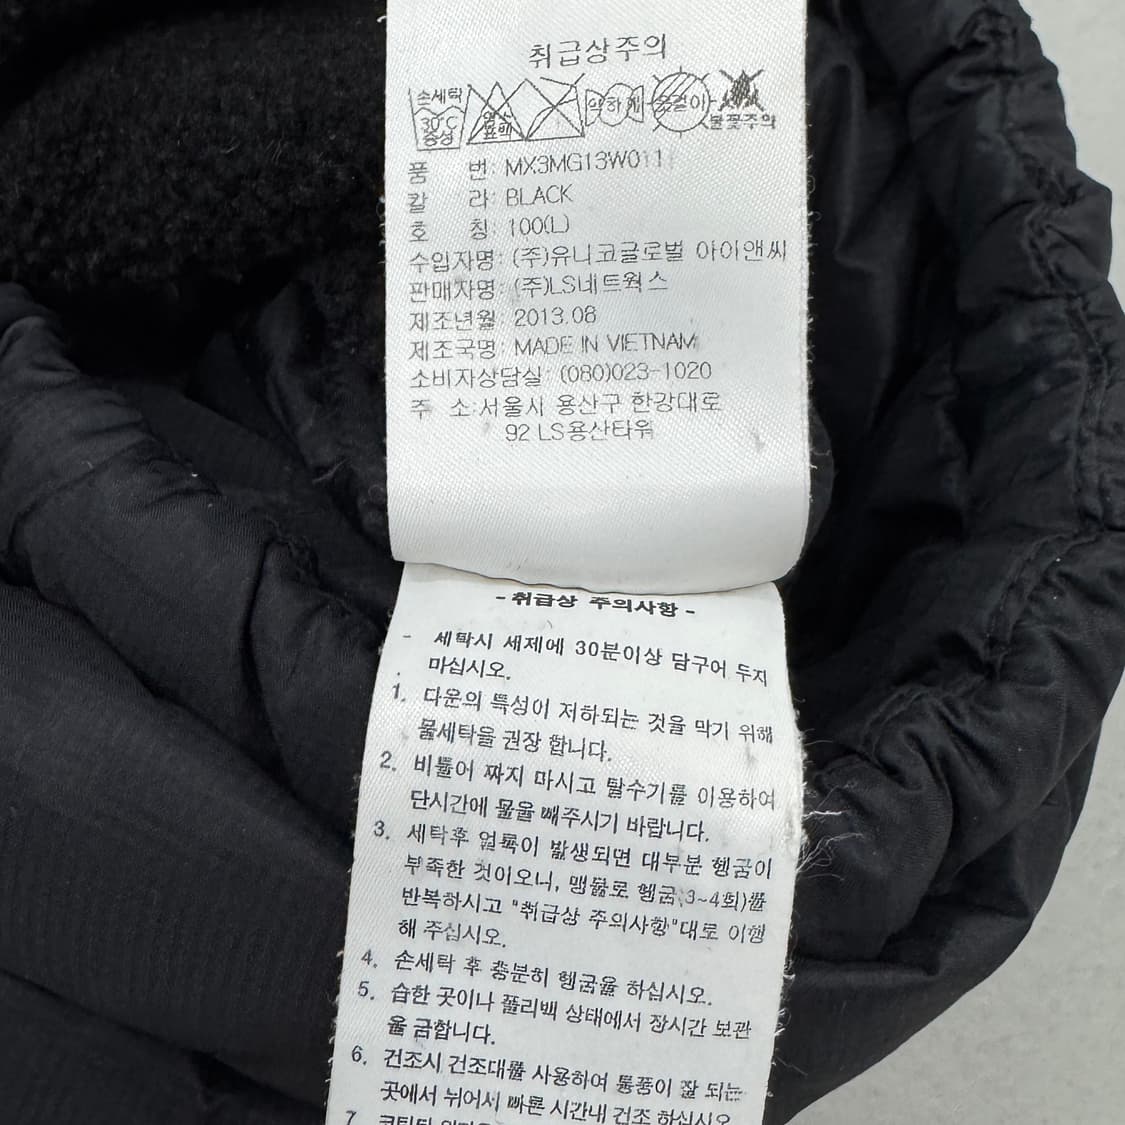 취급상주의
손세탁
30°C
중성
염소
표백
약하게
옷걸이
불꽃주의
품 번: MX3MG13W011
칼 라: BLACK
호 칭: 100(L)
수입자명: (주)유니코글로벌 아이앤씨
판매자명: (주)LS네트웍스
제조년월: 2013.08
제조국명: MADE IN VIETNAM
소비자상담실: (080)023-1020
주 소:서울시 용산구 한강대로
92 LS용산타워
- 취급상 주의사항 -
- 세탁시 세제에 30분이상 담구어 두지
마십시오.
1. 다운의 특성이 저하되는 것을 막기 위해
물세탁을 권장 합니다.
2. 비틀어 짜지 마시고 탈수기를 이용하여
단시간에 물을 빼주시기 바랍니다.
3. 세탁후 얼룩이 발생되면 대부분 헹굼이
부족한 것이오니, 맹물로 헹굼(3~4회)를
반복하시고 "취급상 주의사항"대로 이행
해 주십시오.
4. 손세탁 후 충분히 헹굼을 하십시오.
5. 습한 곳이나 폴리백 상태에서 장시간 보관
을 금합니다.
6. 건조시 건조대를 사용하여 통풍이 잘 되는
곳에서 뉘어서 빠른 시간내 건조 하십시오
7